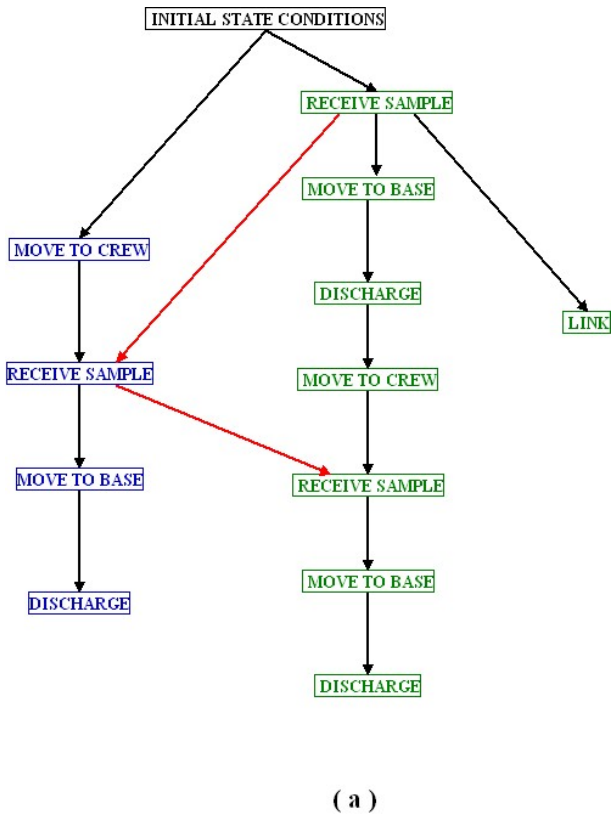 INITIAL STATE CONDITIONS
RECEIVE SAMPLE
MOVE TO BASE
MOVE TO CREW
DISCHARGE
LINK
RECEIVE SAMPLE
MOVE TO CREW
MOVE TO BASE
RECEIVE SAMPLE
MOVE TO BASE
DISCHARGE
DISCHARGE
( a )